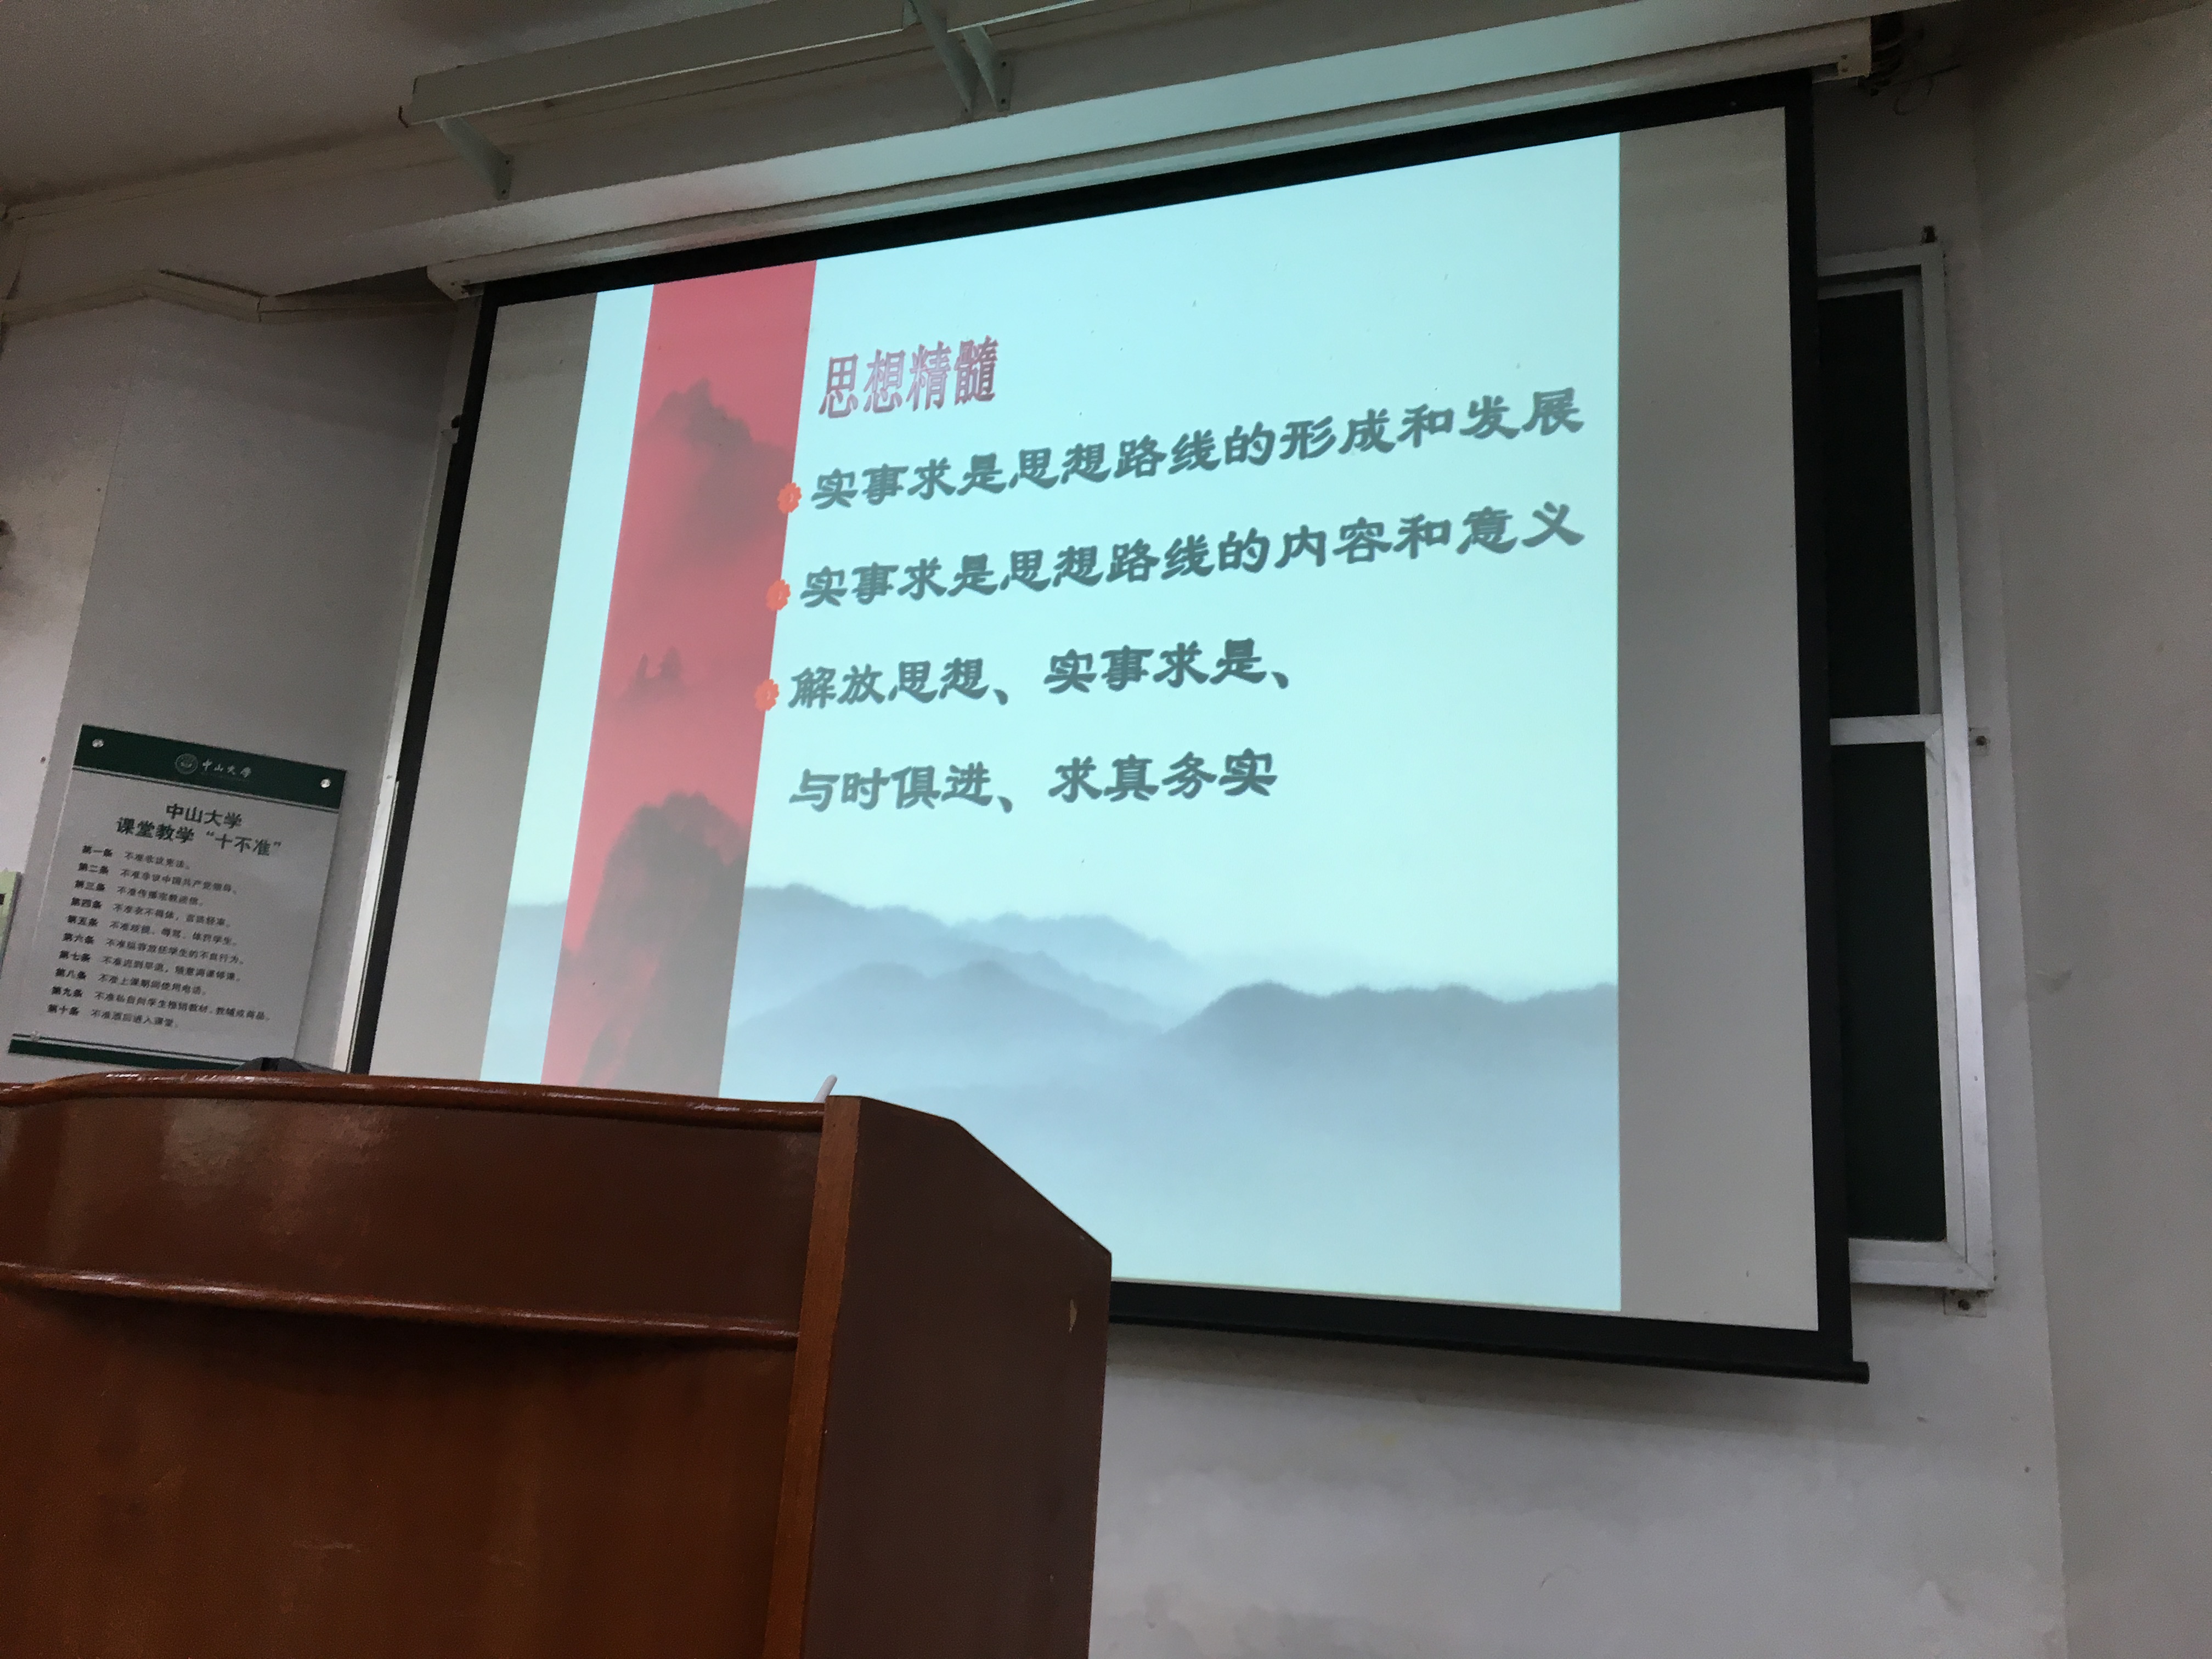 思想精髓
实事求是思想路线的形成和发展
实事求是思想路线的内容和意义
解放思想、实事求是、
与时俱进、求真务实
中山大学
中山大学
课堂教学“十不准”
第一条 不准非议宪法。
第二条 不准非议中国共产党领导。
第三条 不准传播宗教迷信。
第四条 不准衣不得体，言谈轻率。
第五条 不准歧视、辱骂、体罚学生。
第六条 不准纵容放任学生的不良行为。
第七条 不准迟到早退，随意调课停课。
第八条 不准上课期间使用电话。
第九条 不准私自向学生推销教材、教辅或商品。
第十条 不准酒后进入课堂。